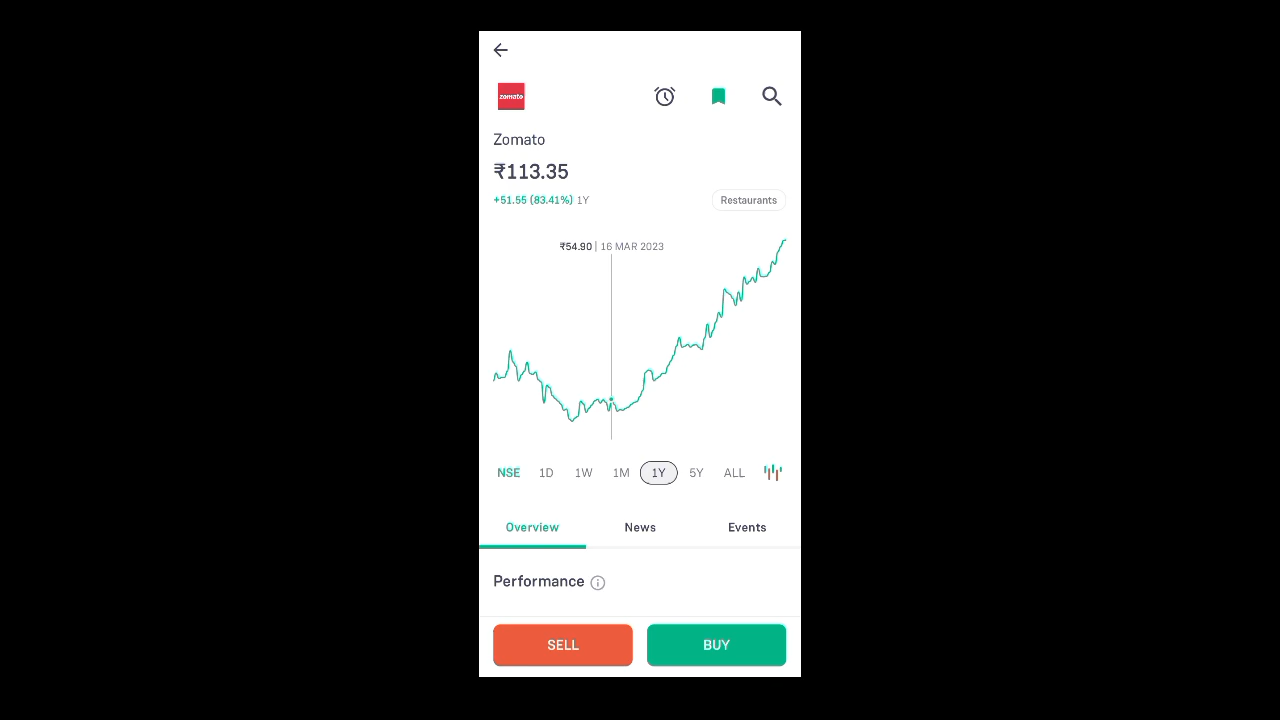 zomato
Zomato
₹113.35
+51.55 (83.41%) 1Y
Restaurants
₹54.90 | 16 MAR 2023
NSE 1D 1W 1M 1Y 5Y ALL
Overview News Events
Performance
SELL BUY